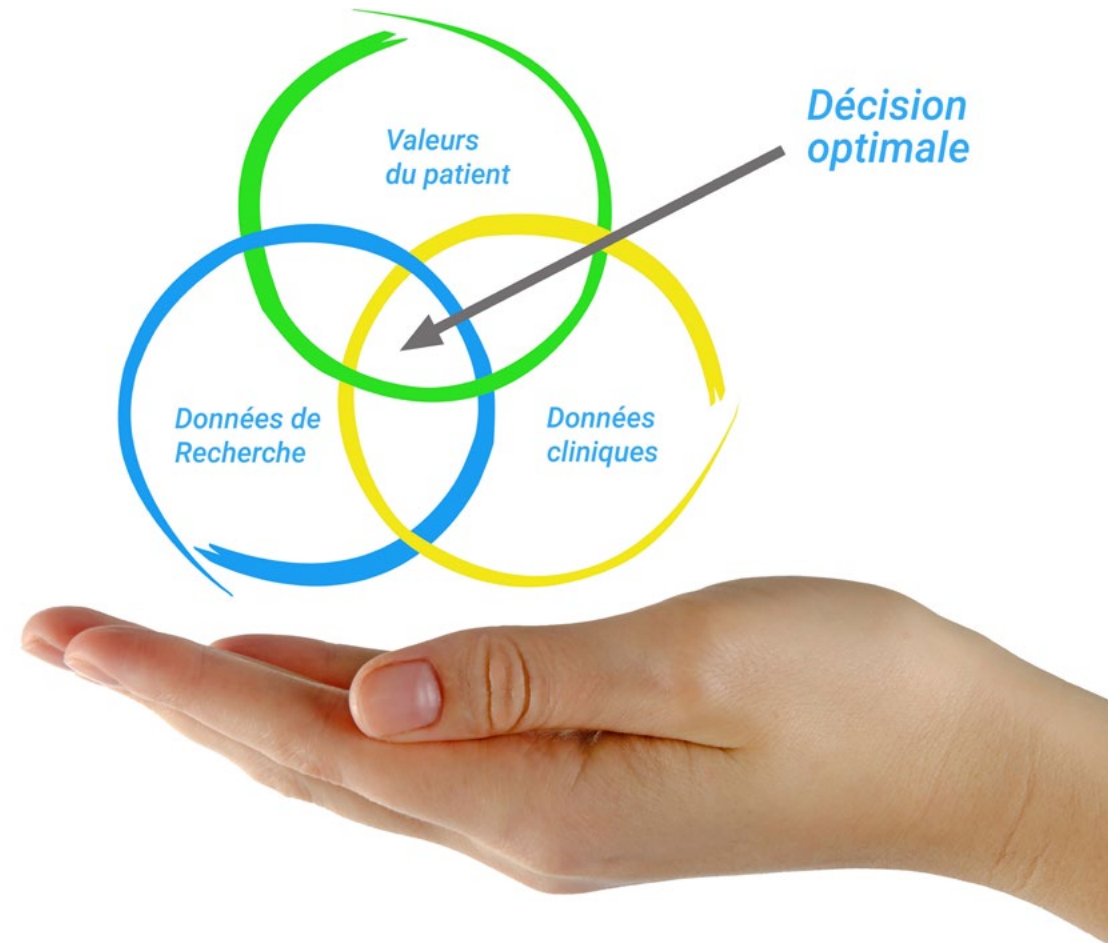 Valeurs
du patient
Décision
optimale
Données de
Recherche
Données
cliniques